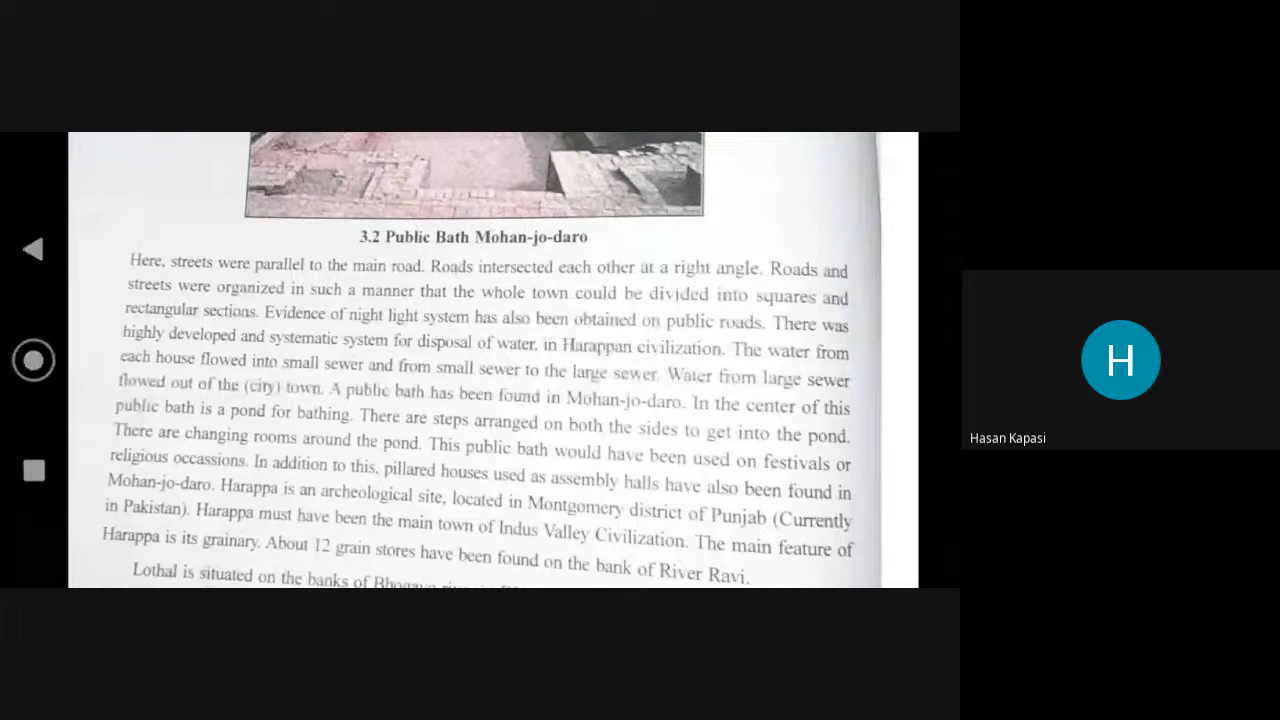 3.2 Public Bath Mohan-jo-daro
Here, streets were parallel to the main road. Roads intersected each other at a right angle. Roads and
streets were organized in such a manner that the whole town could be divided into squares and
rectangular sections. Evidence of night light system has also been obtained on public roads. There was
highly developed and systematic system for disposal of water, in Harappan civilization. The water from
each house flowed into small sewer and from small sewer to the large sewer. Water from large sewer
flowed out of the (city) town. A public bath has been found in Mohan-jo-daro. In the center of this
public bath is a pond for bathing. There are steps arranged on both the sides to get into the pond.
There are changing rooms around the pond. This public bath would have been used on festivals or
religious occassions. In addition to this, pillared houses used as assembly halls have also been found in
Mohan-jo-daro. Harappa is an archeological site, located in Montgomery district of Punjab (Currently
in Pakistan). Harappa must have been the main town of Indus Valley Civilization. The main feature of
Harappa is its grainary. About 12 grain stores have been found on the bank of River Ravi.
Lothal is situated on the banks of
H
Hasan Kapasi